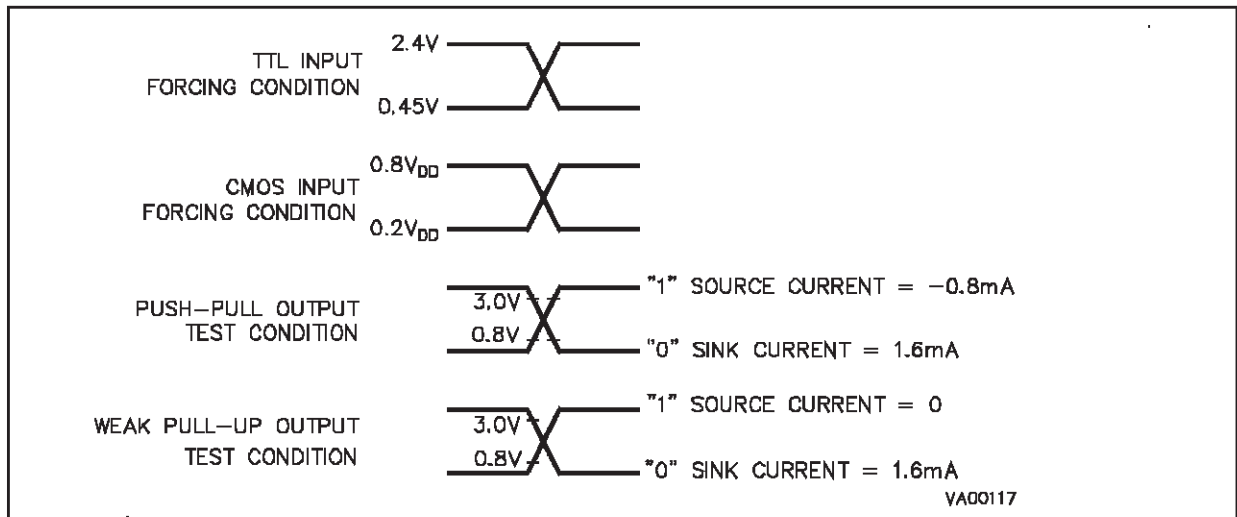 TTL INPUT
FORCING CONDITION
2.4V
0.45V
CMOS INPUT
FORCING CONDITION
0.8VDD
0.2VDD
PUSH-PULL OUTPUT
TEST CONDITION
3.0V
0.8V
"1" SOURCE CURRENT = -0.8mA
"0" SINK CURRENT = 1.6mA
WEAK PULL-UP OUTPUT
TEST CONDITION
3.0V
0.8V
"1" SOURCE CURRENT = 0
"0" SINK CURRENT = 1.6mA
VA00117